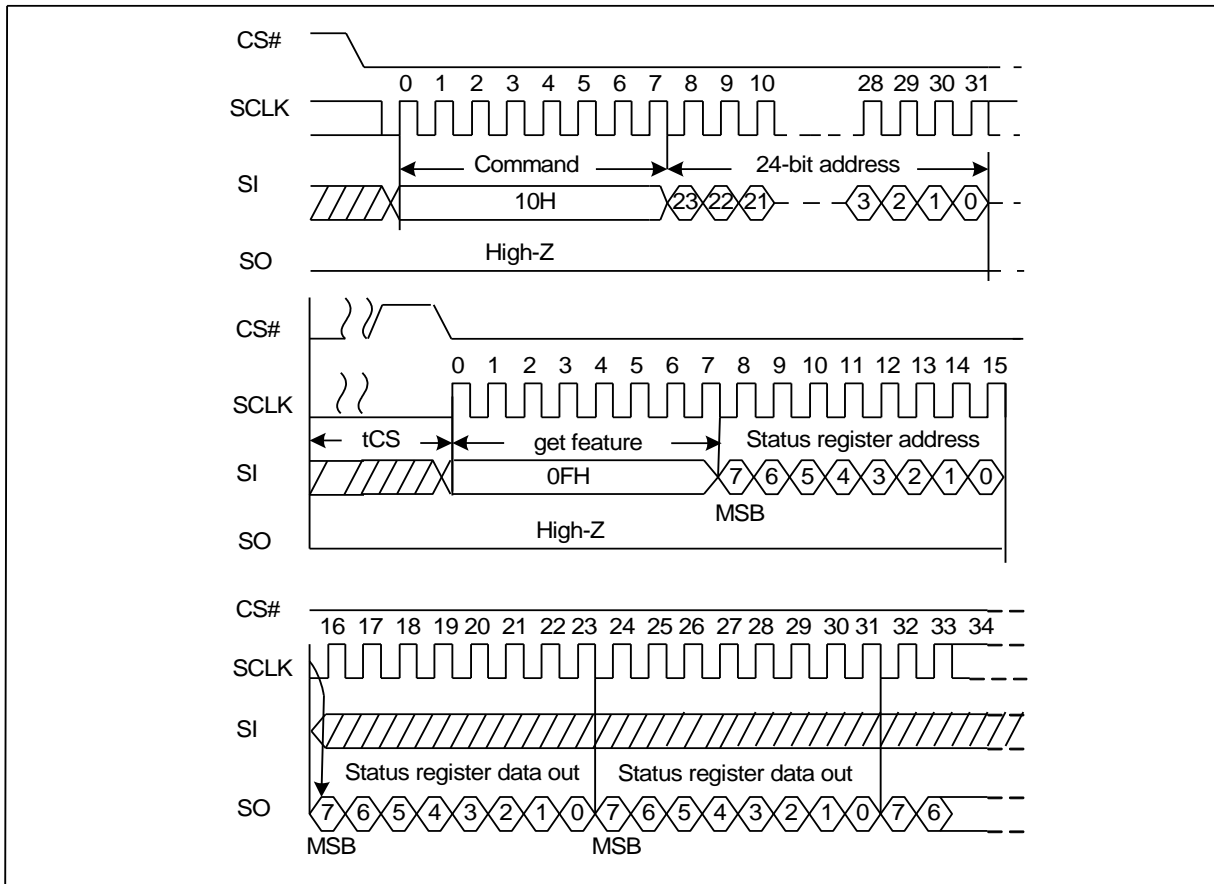 CS#
0 1 2 3 4 5 6 7 8 9 10 28 29 30 31
SCLK
Command 24-bit address
SI 10H 23 22 21 3 2 1 0
High-Z
SO
CS#
0 1 2 3 4 5 6 7 8 9 10 11 12 13 14 15
SCLK
tCS get feature Status register address
SI 0FH 7 6 5 4 3 2 1 0
MSB
High-Z
SO
CS#
16 17 18 19 20 21 22 23 24 25 26 27 28 29 30 31 32 33 34
SCLK
SI
Status register data out Status register data out
SO 7 6 5 4 3 2 1 0 7 6 5 4 3 2 1 0 7 6
MSB MSB